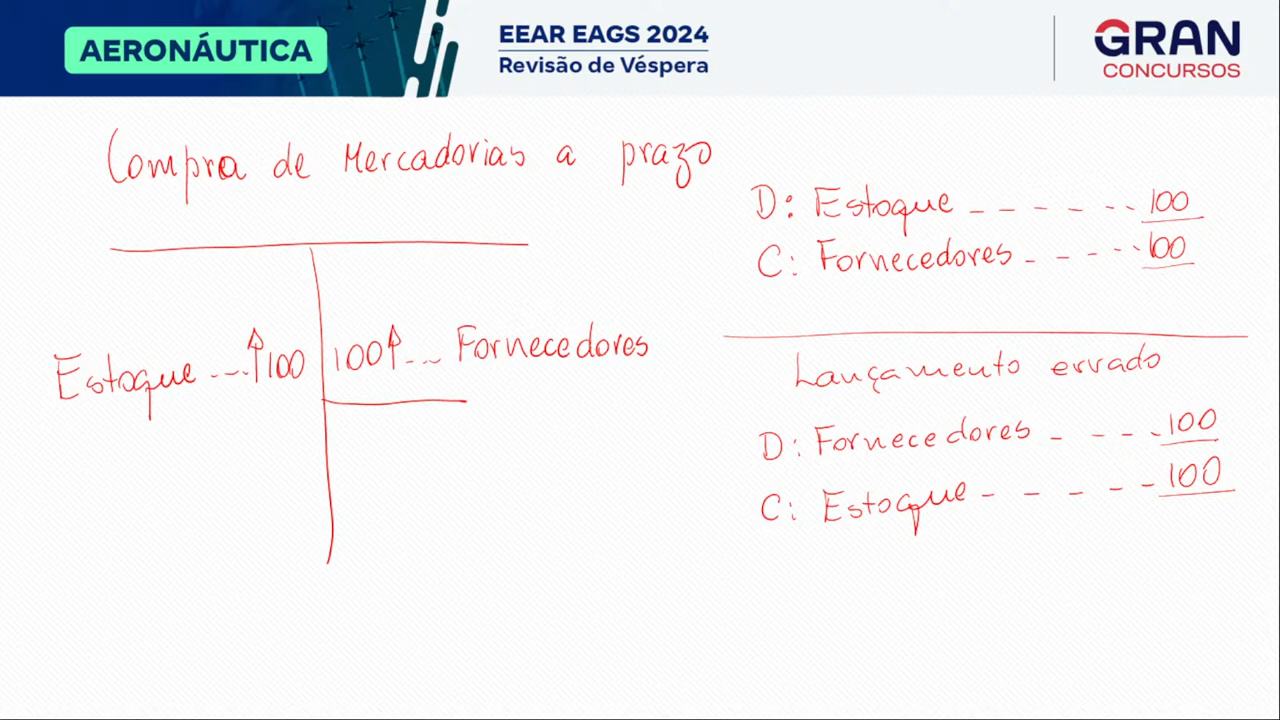 AERONÁUTICA
EEAR EAGS 2024
Revisão de Véspera
GRAN
CONCURSOS
Compra de Mercadorias a prazo
Estoque ....↑100
100↑... Fornecedores
D: Estoque ------- 100
C: Fornecedores ------ 100
Lançamento errado
D: Fornecedores ----- 100
C: Estoque ------ 100